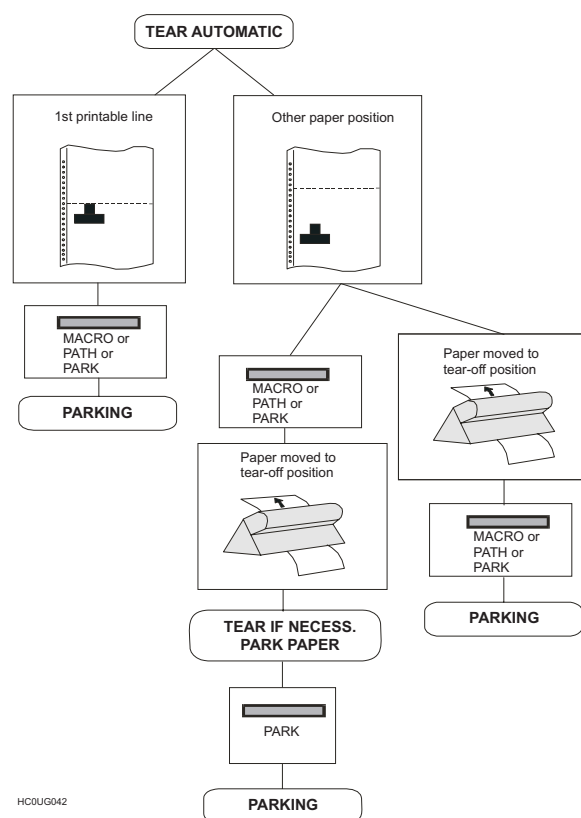 TEAR AUTOMATIC
1st printable line
Other paper position
MACRO or
PATH or
PARK
PARKING
MACRO or
PATH or
PARK
Paper moved to
tear-off position
TEAR IF NECESS.
PARK PAPER
PARK
PARKING
Paper moved to
tear-off position
MACRO or
PATH or
PARK
PARKING
HC0UG042